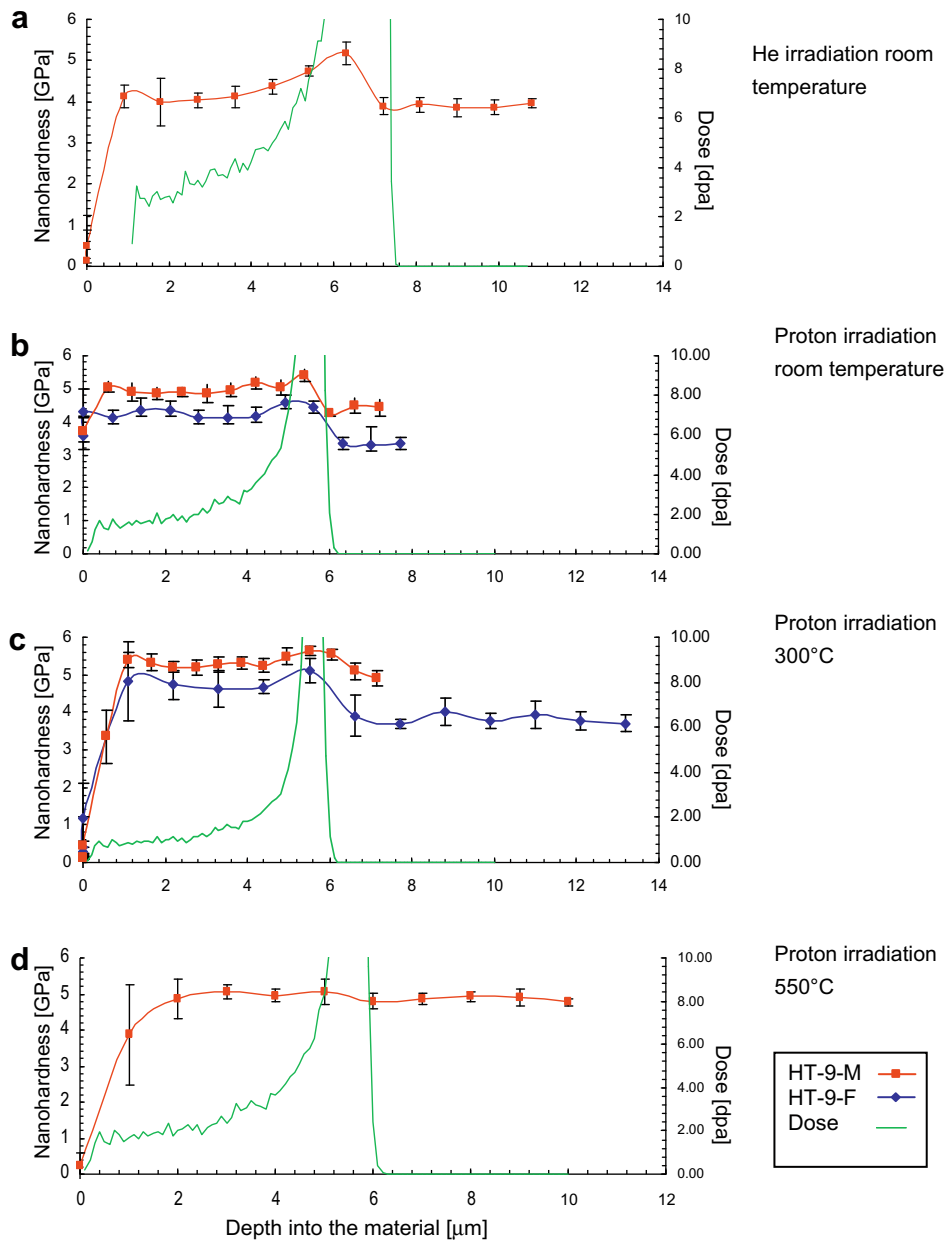 a
Nanohardness [GPa]
6
5
4
3
2
1
0
0 2 4 6 8 10 12 14
10
8
6
4
2
0
Dose [dpa]
He irradiation room
temperature
b
Nanohardness [GPa]
6
5
4
3
2
1
0
0 2 4 6 8 10 12 14
10.00
8.00
6.00
4.00
2.00
0.00
Dose [dpa]
Proton irradiation
room temperature
c
Nanohardness [GPa]
6
5
4
3
2
1
0
0 2 4 6 8 10 12 14
10.00
8.00
6.00
4.00
2.00
0.00
Dose [dpa]
Proton irradiation
300°C
d
Nanohardness [GPa]
6
5
4
3
2
1
0
0 2 4 6 8 10
10.00
8.00
6.00
4.00
2.00
0.00
Dose [dpa]
Depth into the material [μm]
Proton irradiation
550°C
HT-9-M
HT-9-F
Dose